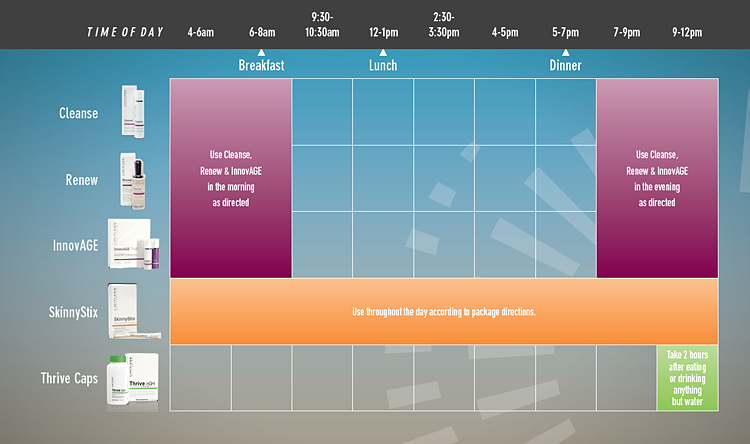 TIME OF DAY
4-6am
6-8am
9:30-
10:30am
12-1pm
2:30-
3:30pm
4-5pm
5-7pm
7-9pm
9-12pm
Breakfast
Lunch
Dinner
Cleanse
Renew
InnovAGE
SkinnyStix
Thrive Caps
Use Cleanse,
Renew & InnovAGE
in the morning
as directed
Use Cleanse,
Renew & InnovAGE
in the evening
as directed
Use throughout the day according to package directions.
Take 2 hours
after eating
or drinking
anything
but water
SkinnyStix
Thrive
Thrive